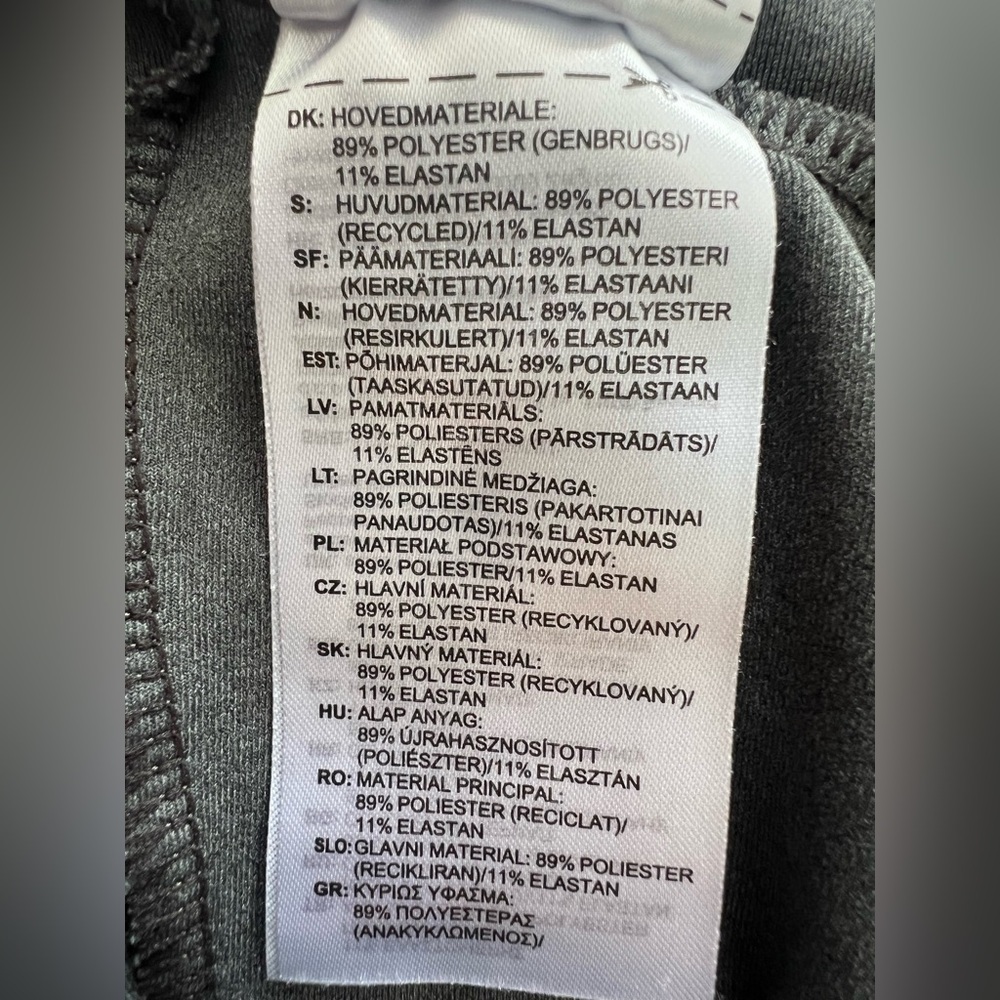 DK: HOVEDMATERIALE:
89% POLYESTER (GENBRUGS)/
11% ELASTAN
S: HUVUDMATERIAL: 89% POLYESTER
(RECYCLED)/11% ELASTAN
SF: PÄÄMATERIAALI: 89% POLYESTERI
(KIERRÄTETTY)/11% ELASTAANI
N: HOVEDMATERIAL: 89% POLYESTER
(RESIRKULERT)/11% ELASTAN
EST: PÕHIMATERJAL: 89% POLÜESTER
(TAASKASUTATUD)/11% ELASTAAN
LV: PAMATMATERIĀLS:
89% POLIESTERS (PĀRSTRĀDĀTS)/
11% ELASTĒNS
LT: PAGRINDINĖ MEDŽIAGA:
89% POLIESTERIS (PAKARTOTINAI
PANAUDOTAS)/11% ELASTANAS
PL: MATERIAŁ PODSTAWOWY:
89% POLIESTER/11% ELASTAN
CZ: HLAVNÍ MATERIÁL:
89% POLYESTER (RECYKLOVANÝ)/
11% ELASTAN
SK: HLAVNÝ MATERIÁL:
89% POLYESTER (RECYKLOVANÝ)/
11% ELASTAN
HU: ALAP ANYAG:
89% ÚJRAHASZNOSÍTOTT
(POLIÉSZTER)/11% ELASZTÁN
RO: MATERIAL PRINCIPAL:
89% POLIESTER (RECICLAT)/
11% ELASTAN
SLO: GLAVNI MATERIAL: 89% POLIESTER
(RECIKLIRAN)/11% ELASTAN
GR: ΚΥΡΙΩΣ ΥΦΑΣΜΑ:
89% ΠΟΛΥΕΣΤΕΡΑΣ
(ΑΝΑΚΥΚΛΩΜΕΝΟΣ)/